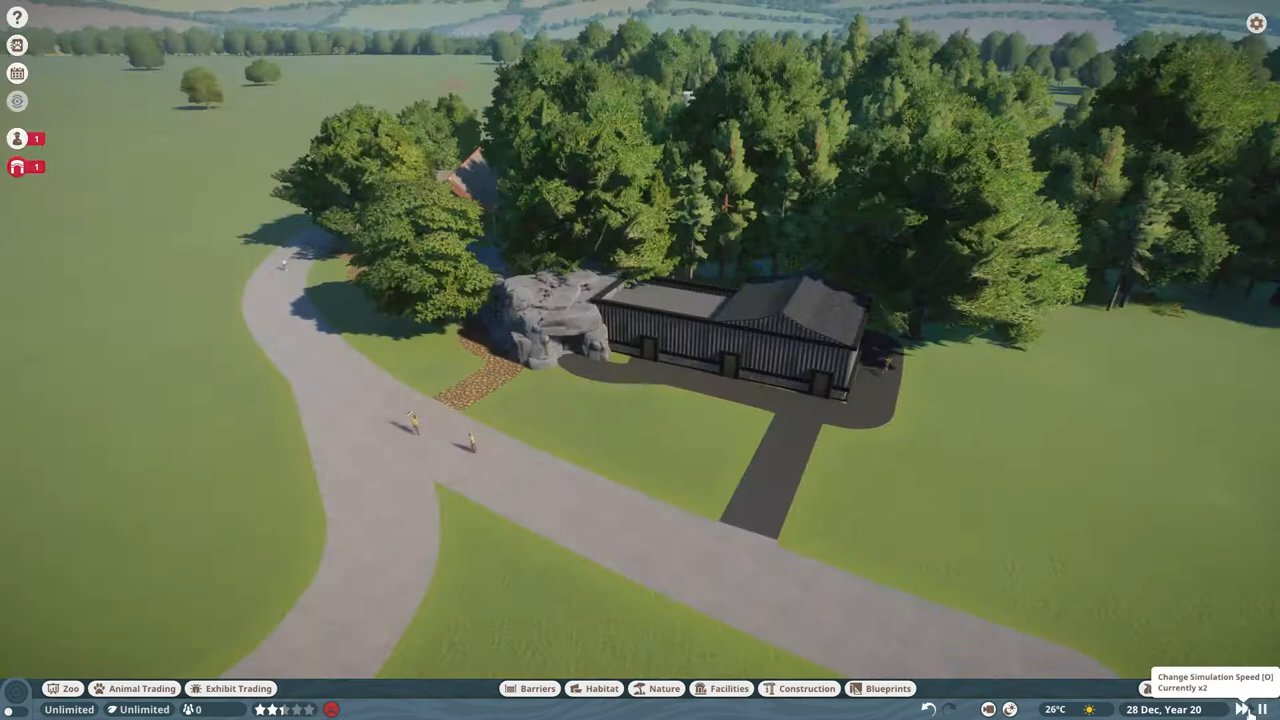 ?
1
1
Change Simulation Speed [O]
Currently x2
Zoo
Animal Trading
Exhibit Trading
Barriers
Habitat
Nature
Facilities
Construction
Blueprints
Unlimited
Unlimited
0
26°C
28 Dec, Year 20